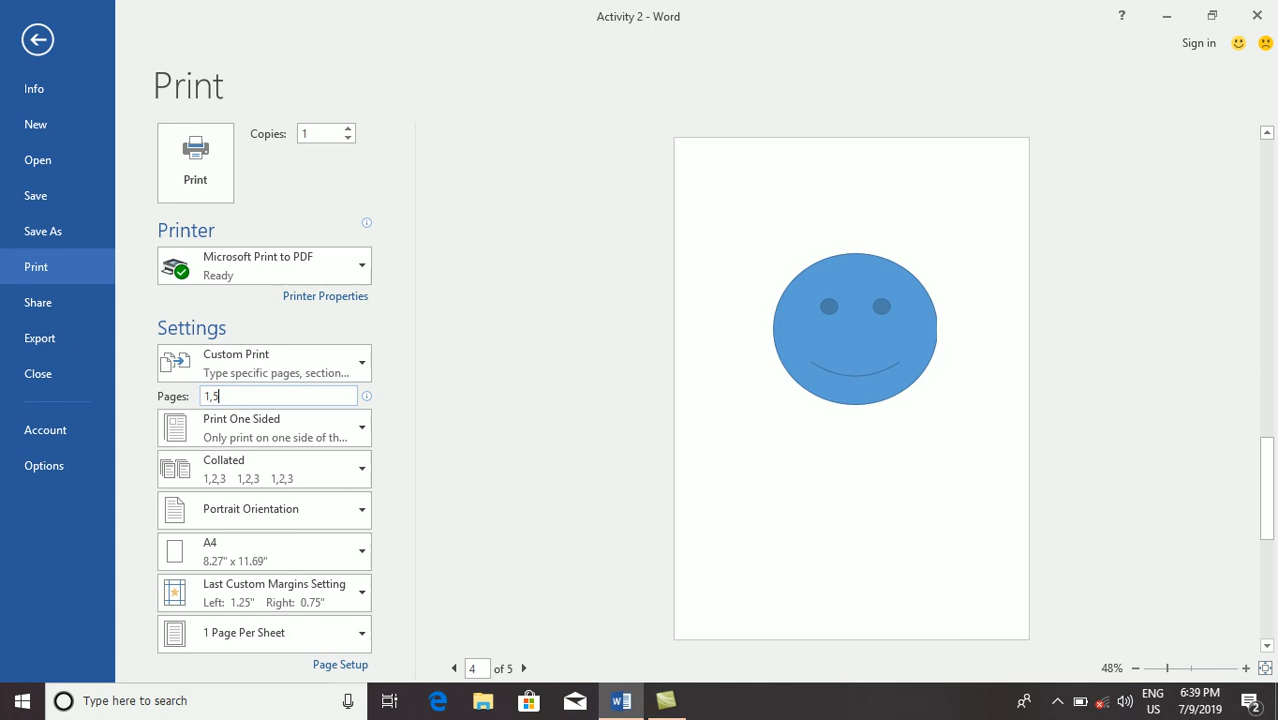 Activity 2 - Word
?
Sign in
Info
New
Open
Save
Save As
Print
Share
Export
Close
Account
Options
Print
Print
Copies: 1
Printer
Microsoft Print to PDF
Ready
Printer Properties
Settings
Custom Print
Type specific pages, section...
Pages: 1,5
Print One Sided
Only print on one side of th...
Collated
1,2,3 1,2,3 1,2,3
Portrait Orientation
A4
8.27" x 11.69"
Last Custom Margins Setting
Left: 1.25" Right: 0.75"
1 Page Per Sheet
Page Setup
4 of 5
48%
Type here to search
ENG
US
6:39 PM
7/9/2019
2